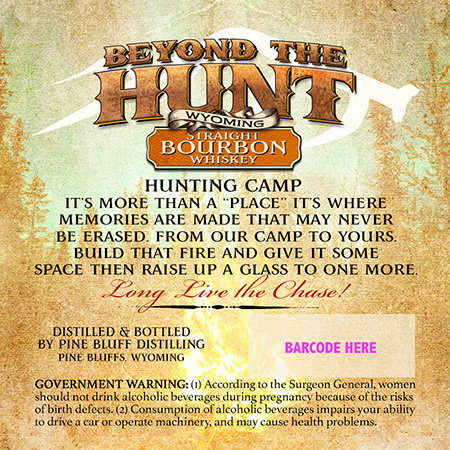 BEYOND THE
HUNT
WYOMING
STRAIGHT
BOURBON
WHISKEY
HUNTING CAMP
IT'S MORE THAN A "PLACE" IT'S WHERE
MEMORIES ARE MADE THAT MAY NEVER
BE ERASED. FROM OUR CAMP TO YOURS.
BUILD THAT FIRE AND GIVE IT SOME
SPACE THEN RAISE UP A GLASS TO ONE MORE.
Long Live the Chase!
DISTILLED & BOTTLED
BY PINE BLUFF DISTILLING
PINE BLUFFS, WYOMING
BARCODE HERE
GOVERNMENT WARNING: (1) According to the Surgeon General, women
should not drink alcoholic beverages during pregnancy because of the risks
of birth defects. (2) Consumption of alcoholic beverages impairs your ability
to drive a car or operate machinery, and may cause health problems.